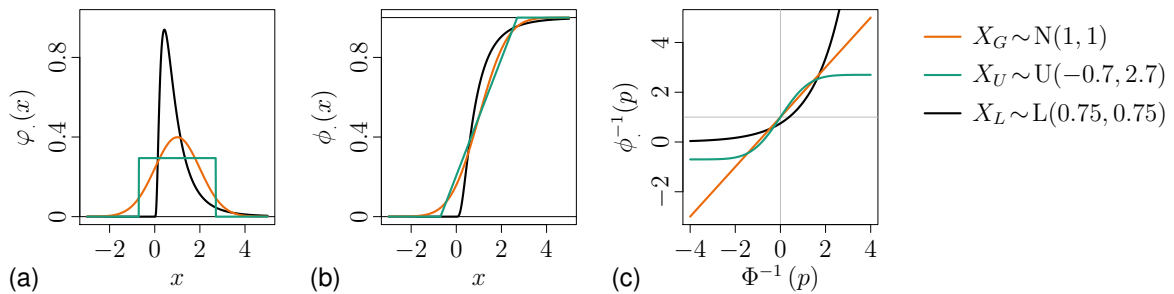 φ.(x)
0 0.4 0.8
−2 0 2 4
x
(a)
ϕ.(x)
0 0.4 0.8
−2 0 2 4
x
(b)
ϕ.⁻¹(p)
−2 0 2 4
−4 −2 0 2 4
Φ⁻¹(p)
(c)
X_G ∼ N(1, 1)
X_U ∼ U(−0.7, 2.7)
X_L ∼ L(0.75, 0.75)